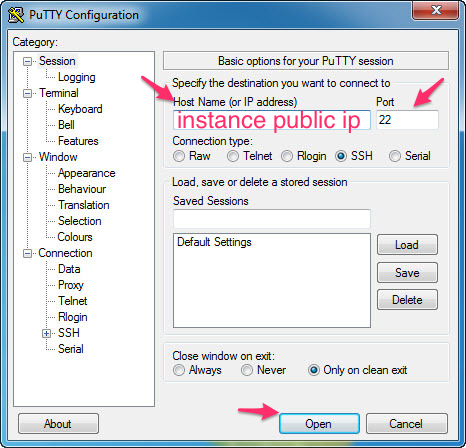 PuTTY Configuration
Category:
Session
Logging
Terminal
Keyboard
Bell
Features
Window
Appearance
Behaviour
Translation
Selection
Colours
Connection
Data
Proxy
Telnet
Rlogin
SSH
Serial
Basic options for your PuTTY session
Specify the destination you want to connect to
Host Name (or IP address) Port
instance public ip 22
Connection type:
Raw Telnet Rlogin SSH Serial
Load, save or delete a stored session
Saved Sessions
Default Settings
Load
Save
Delete
Close window on exit:
Always Never Only on clean exit
About Open Cancel